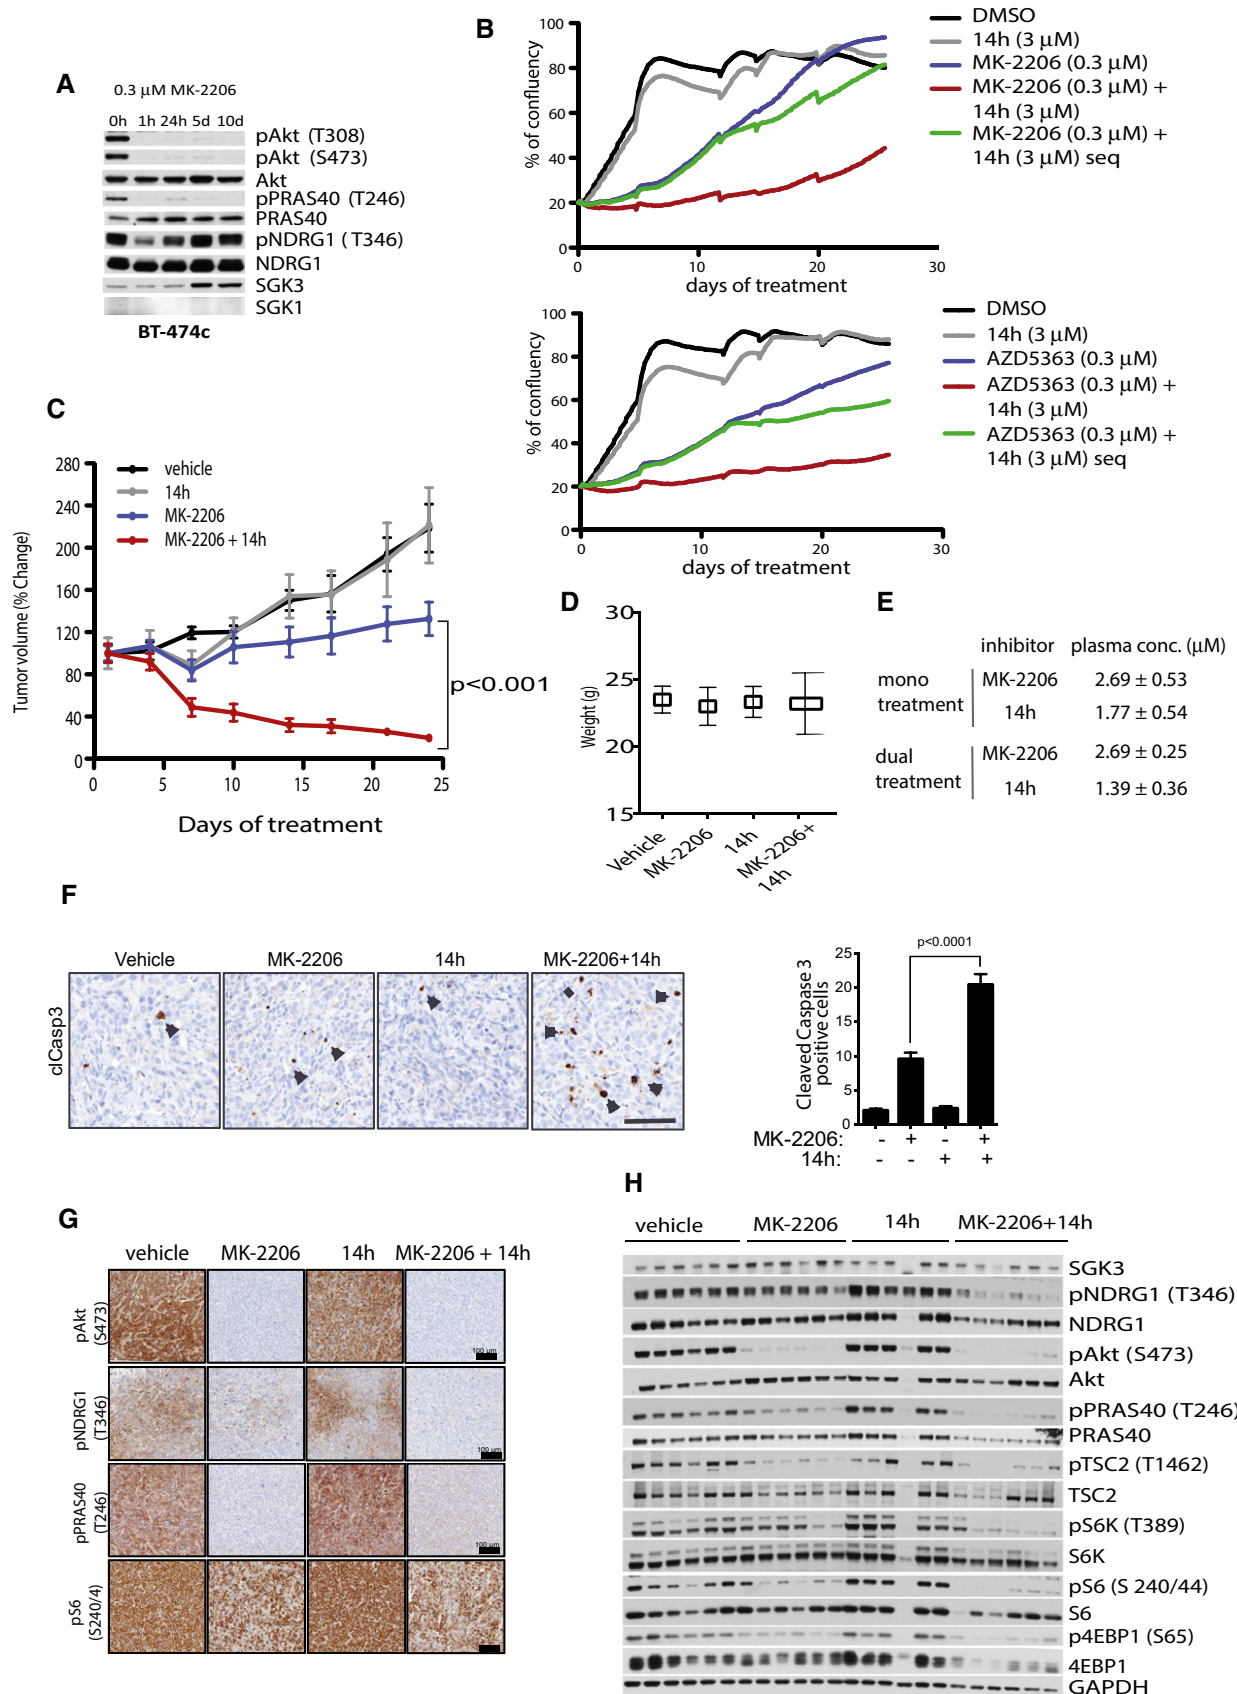 A
0.3 μM MK-2206
0h 1h 24h 5d 10d
pAkt (T308)
pAkt (S473)
Akt
pPRAS40 (T246)
PRAS40
pNDRG1 (T346)
NDRG1
SGK3
SGK1
BT-474c
B
% of confluency
100
80
60
40
20
0
0 10 20 30
days of treatment
DMSO
14h (3 μM)
MK-2206 (0.3 μM)
MK-2206 (0.3 μM) +
14h (3 μM)
MK-2206 (0.3 μM) +
14h (3 μM) seq
% of confluency
100
80
60
40
20
0
0 10 20 30
days of treatment
DMSO
14h (3 μM)
AZD5363 (0.3 μM)
AZD5363 (0.3 μM) +
14h (3 μM)
AZD5363 (0.3 μM) +
14h (3 μM) seq
C
Tumor volume (% Change)
280
240
200
160
120
80
40
0
0 5 10 15 20 25
Days of treatment
vehicle
14h
MK-2206
MK-2206 + 14h
p<0.001
D
Weight (g)
30
25
20
15
Vehicle
MK-2206
14h
MK-2206+
14h
E
inhibitor plasma conc. (μM)
mono
treatment
MK-2206 2.69 ± 0.53
14h 1.77 ± 0.54
dual
treatment
MK-2206 2.69 ± 0.25
14h 1.39 ± 0.36
F
Vehicle MK-2206 14h MK-2206+14h
clCasp3
Cleaved Caspase 3
positive cells
25
20
15
10
5
0
p<0.0001
MK-2206: - + - +
14h: - - + +
G
vehicle MK-2206 14h MK-2206 + 14h
pAkt
(S473)
100 μm
pNDRG1
(T346)
100 μm
pPRAS40
(T246)
100 μm
pS6
(S240/4)
H
vehicle MK-2206 14h MK-2206+14h
SGK3
pNDRG1 (T346)
NDRG1
pAkt (S473)
Akt
pPRAS40 (T246)
PRAS40
pTSC2 (T1462)
TSC2
pS6K (T389)
S6K
pS6 (S 240/44)
S6
p4EBP1 (S65)
4EBP1
GAPDH